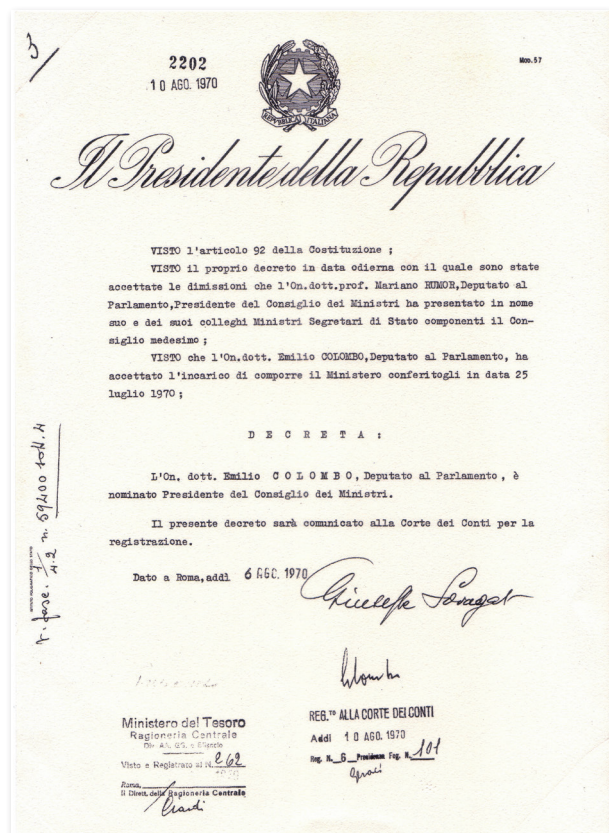 3/
2202
10 AGO. 1970
Mod. 57
REPVBBLICA ITALIANA
Il Presidente della Repubblica
VISTO l'articolo 92 della Costituzione ;
VISTO il proprio decreto in data odierna con il quale sono state
accettate le dimissioni che l'On.dott.prof. Mariano RUMOR,Deputato al
Parlamento,Presidente del Consiglio dei Ministri ha presentato in nome
suo e dei suoi colleghi Ministri Segretari di Stato componenti il Con-
siglio medesimo ;
VISTO che l'On.dott. Emilio COLOMBO,Deputato al Parlamento, ha
accettato l'incarico di comporre il Ministero conferitogli in data 25
luglio 1970 ;
D E C R E T A :
L'On. dott. Emilio C O L O M B O, Deputato al Parlamento , è
nominato Presidente del Consiglio dei Ministri.
Il presente decreto sarà comunicato alla Corte dei Conti per la
registrazione.
Dato a Roma,addì 6 AGO. 1970
Giuseppe Saragat
Colombo
Ministero del Tesoro
Ragioneria Centrale
Visto e Registrato al N. 262
Roma,
Il Dirett. della Ragioneria Centrale
REG.TO ALLA CORTE DEI CONTI
Addì 10 AGO. 1970
Reg. N. 6 Presidenza Fog. N. 101